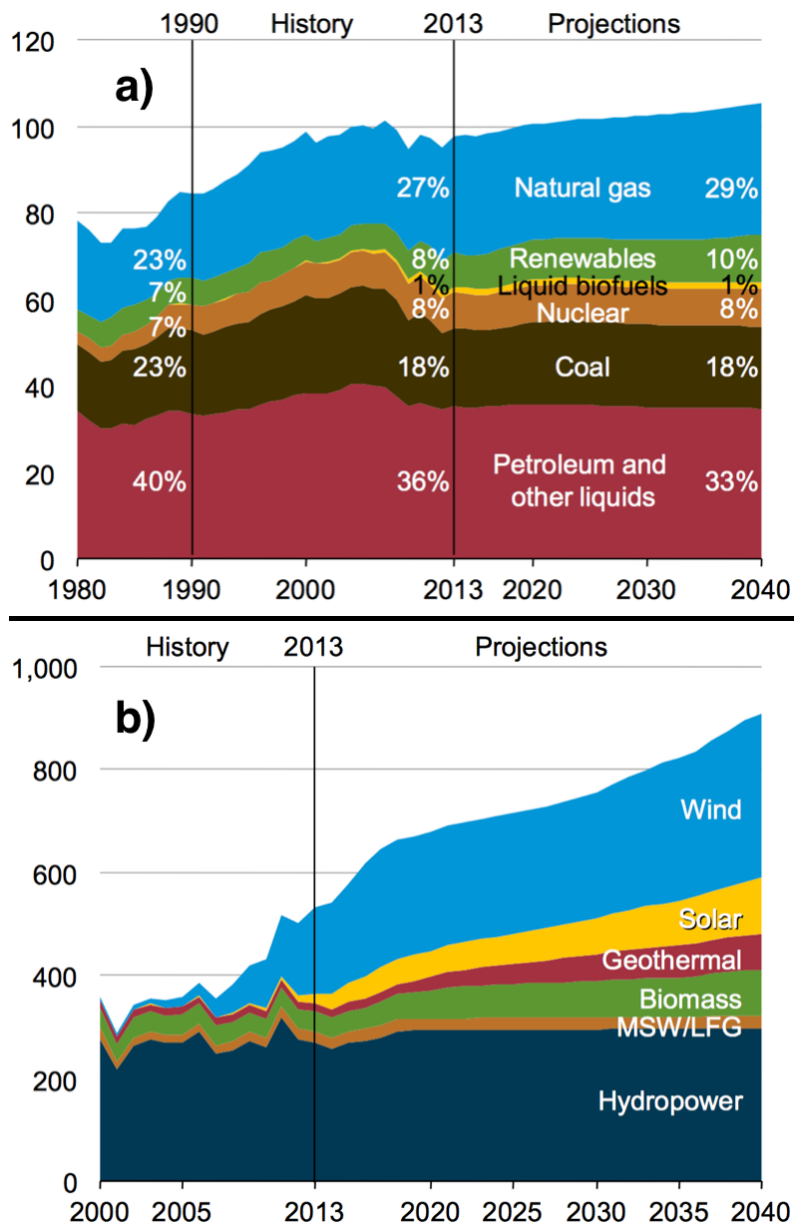 1990 History 2013 Projections
120
a)
100
27% Natural gas 29%
80
23%
8% Renewables 10%
7%
1% Liquid biofuels 1%
60
7%
8% Nuclear 8%
23% 18% Coal 18%
40
40% 36% Petroleum and 33%
other liquids
20
0
1980 1990 2000 2013 2020 2030 2040
History 2013 Projections
1,000
b)
800
Wind
600
Solar
Geothermal
400
Biomass
MSW/LFG
200
Hydropower
0
2000 2005 2013 2020 2025 2030 2035 2040